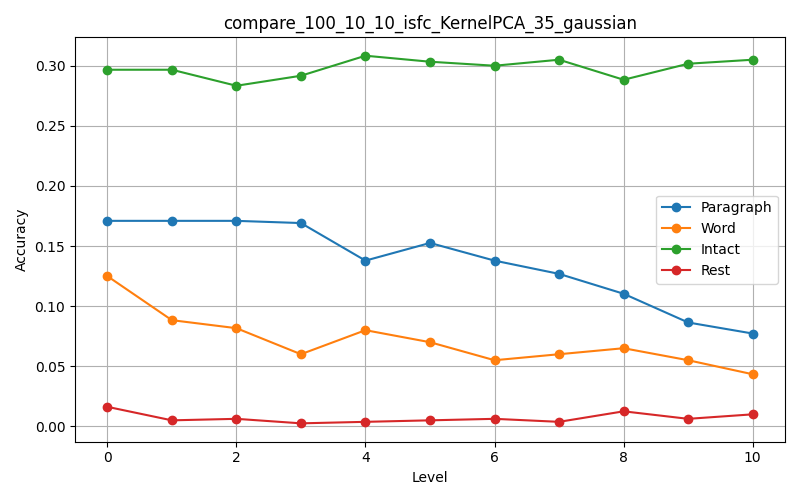 compare_100_10_10_isfc_KernelPCA_35_gaussian
Accuracy
0.30
0.25
0.20
0.15
0.10
0.05
0.00
Paragraph
Word
Intact
Rest
0 2 4 6 8 10
Level